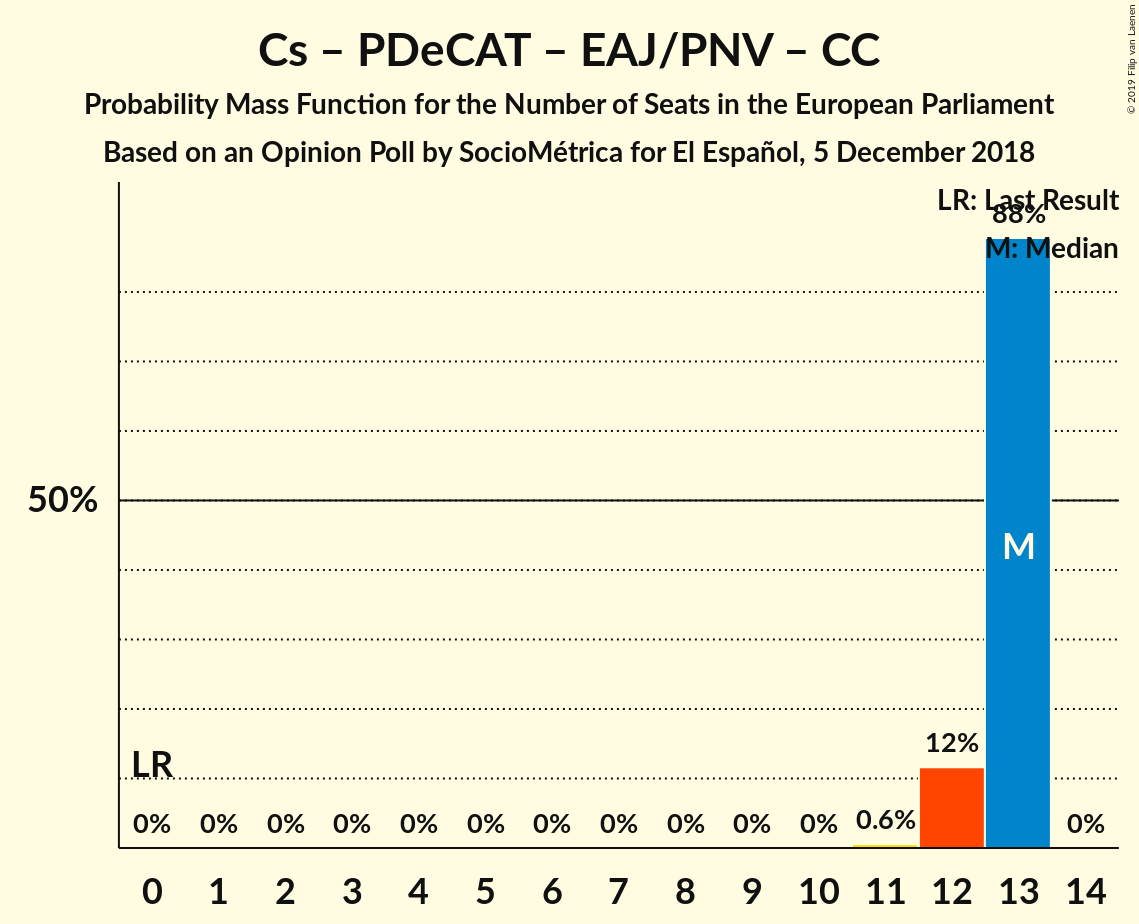 Cs – PDeCAT – EAJ/PNV – CC
Probability Mass Function for the Number of Seats in the European Parliament
Based on an Opinion Poll by SocioMétrica for El Español, 5 December 2018
© 2019 Filip van Laenen
LR: Last Result
88%
M: Median
50%
M
12%
LR
0% 0% 0% 0% 0% 0% 0% 0% 0% 0% 0% 0.6% 0%
0 1 2 3 4 5 6 7 8 9 10 11 12 13 14